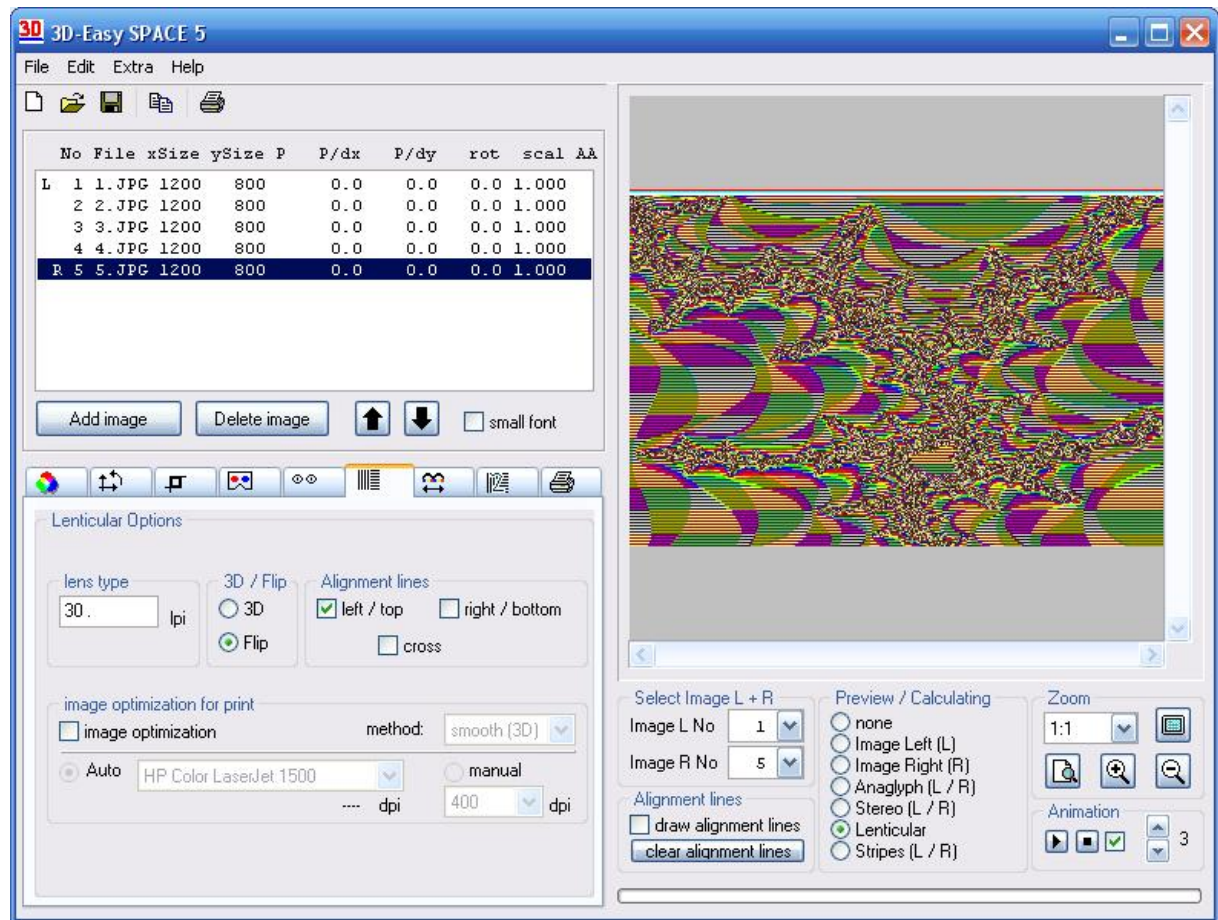 3D 3D-Easy SPACE 5
File Edit Extra Help
No File xSize ySize P P/dx P/dy rot scal AA
L 1 1.JPG 1200 800 0.0 0.0 0.0 1.000
2 2.JPG 1200 800 0.0 0.0 0.0 1.000
3 3.JPG 1200 800 0.0 0.0 0.0 1.000
4 4.JPG 1200 800 0.0 0.0 0.0 1.000
R 5 5.JPG 1200 800 0.0 0.0 0.0 1.000
Add image Delete image small font
Lenticular Options
lens type
30. lpi
3D / Flip
3D
Flip
Alignment lines
left / top right / bottom
cross
image optimization for print
image optimization method: smooth (3D)
Auto HP Color LaserJet 1500 manual
---- dpi 400 dpi
Select Image L + R
Image L No 1
Image R No 5
Alignment lines
draw alignment lines
clear alignment lines
Preview / Calculating
none
Image Left (L)
Image Right (R)
Anaglyph (L / R)
Stereo (L / R)
Lenticular
Stripes (L / R)
Zoom
1:1
Animation
3